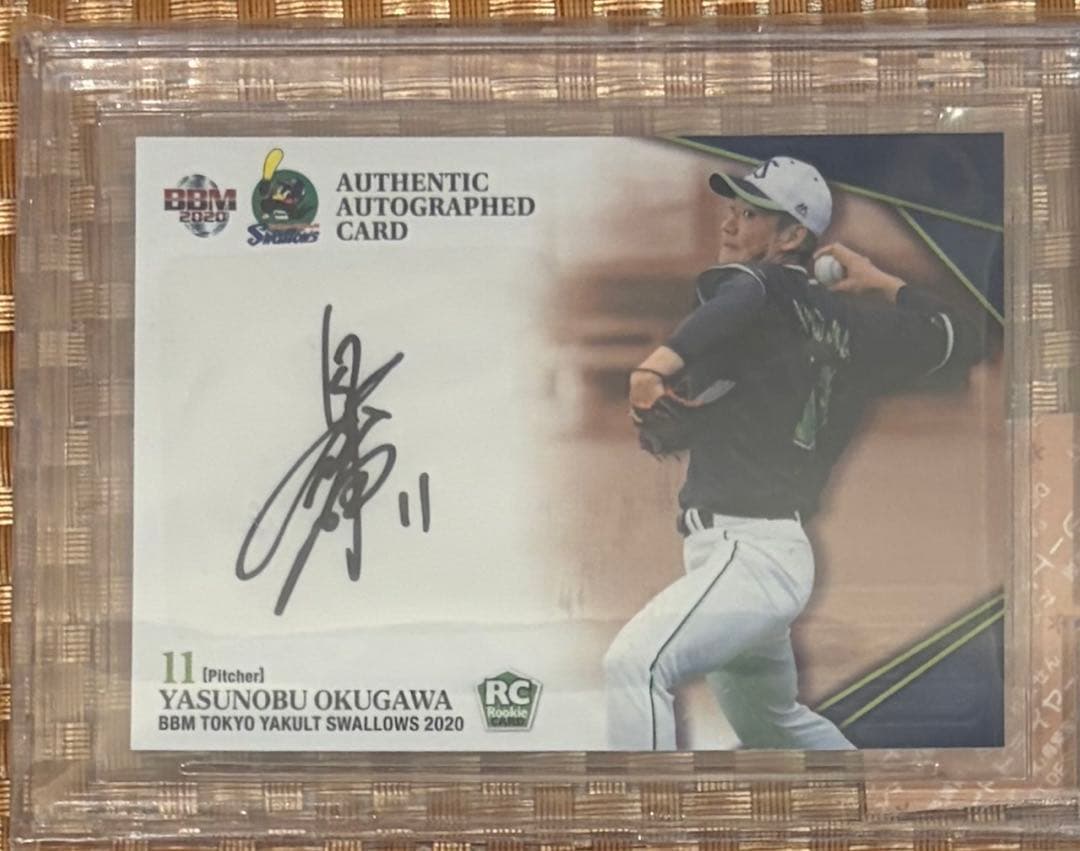 BBM
2020
Swallows
AUTHENTIC
AUTOGRAPHED
CARD
11
11 [Pitcher]
YASUNOBU OKUGAWA
BBM TOKYO YAKULT SWALLOWS 2020
RC
Rookie
CARD